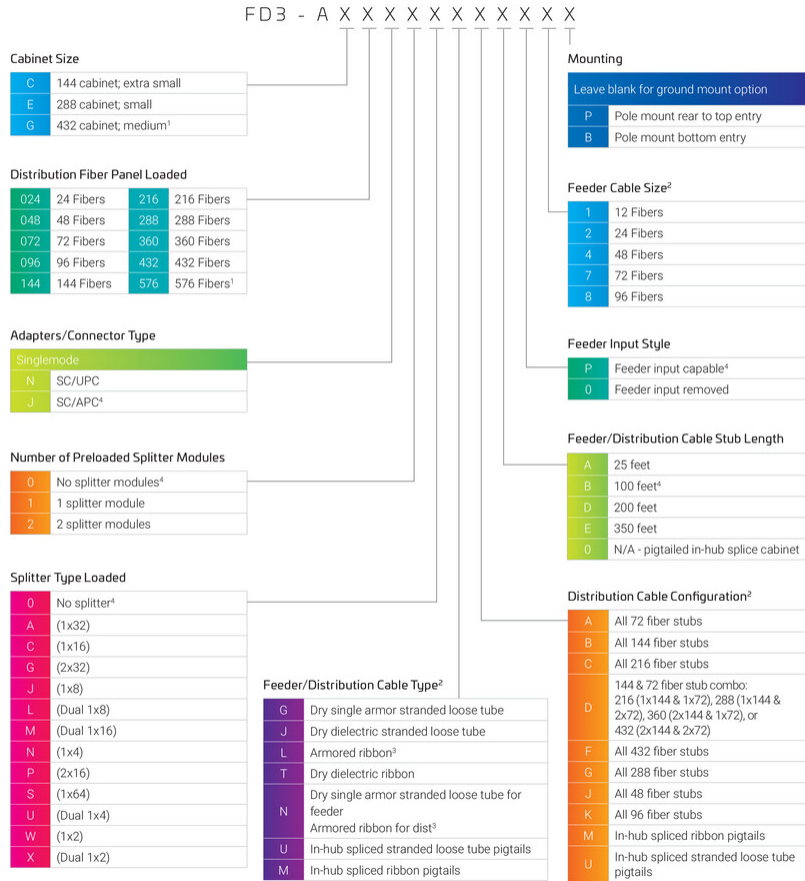 FD3 - A X X X X X X X X X X X
Cabinet Size
C 144 cabinet; extra small
E 288 cabinet; small
G 432 cabinet; medium¹
Distribution Fiber Panel Loaded
024 24 Fibers 216 216 Fibers
048 48 Fibers 288 288 Fibers
072 72 Fibers 360 360 Fibers
096 96 Fibers 432 432 Fibers
144 144 Fibers 576 576 Fibers¹
Adapters/Connector Type
Singlemode
N SC/UPC
J SC/APC⁴
Number of Preloaded Splitter Modules
0 No splitter modules⁴
1 1 splitter module
2 2 splitter modules
Splitter Type Loaded
0 No splitter⁴
A (1x32)
C (1x16)
G (2x32)
J (1x8)
L (Dual 1x8)
M (Dual 1x16)
N (1x4)
P (2x16)
S (1x64)
U (Dual 1x4)
W (1x2)
X (Dual 1x2)
Feeder/Distribution Cable Type²
G Dry single armor stranded loose tube
J Dry dielectric stranded loose tube
L Armored ribbon³
T Dry dielectric ribbon
N Dry single armor stranded loose tube for
feeder
Armored ribbon for dist³
U In-hub spliced stranded loose tube pigtails
M In-hub spliced ribbon pigtails
Mounting
Leave blank for ground mount option
P Pole mount rear to top entry
B Pole mount bottom entry
Feeder Cable Size²
1 12 Fibers
2 24 Fibers
4 48 Fibers
7 72 Fibers
8 96 Fibers
Feeder Input Style
P Feeder input capable⁴
0 Feeder input removed
Feeder/Distribution Cable Stub Length
A 25 feet
B 100 feet⁴
D 200 feet
E 350 feet
0 N/A - pigtailed in-hub splice cabinet
Distribution Cable Configuration²
A All 72 fiber stubs
B All 144 fiber stubs
C All 216 fiber stubs
D 144 & 72 fiber stub combo:
216 (1x144 & 1x72), 288 (1x144 &
2x72), 360 (2x144 & 1x72), or
432 (2x144 & 2x72)
F All 432 fiber stubs
G All 288 fiber stubs
J All 48 fiber stubs
K All 96 fiber stubs
M In-hub spliced ribbon pigtails
U In-hub spliced stranded loose tube
pigtails